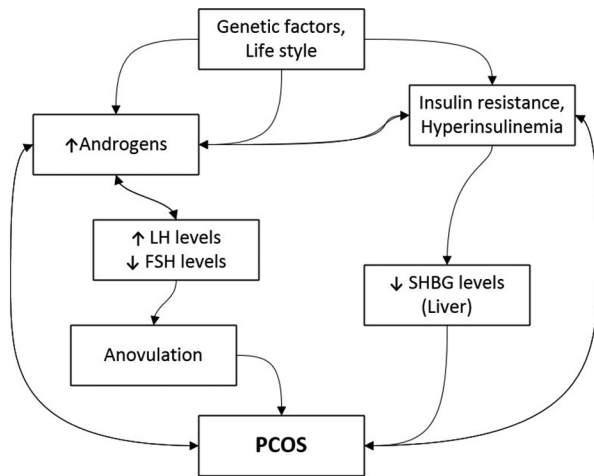 Genetic factors,
Life style
Insulin resistance,
Hyperinsulinemia
↑Androgens
↑ LH levels
↓ FSH levels
↓ SHBG levels
(Liver)
Anovulation
PCOS